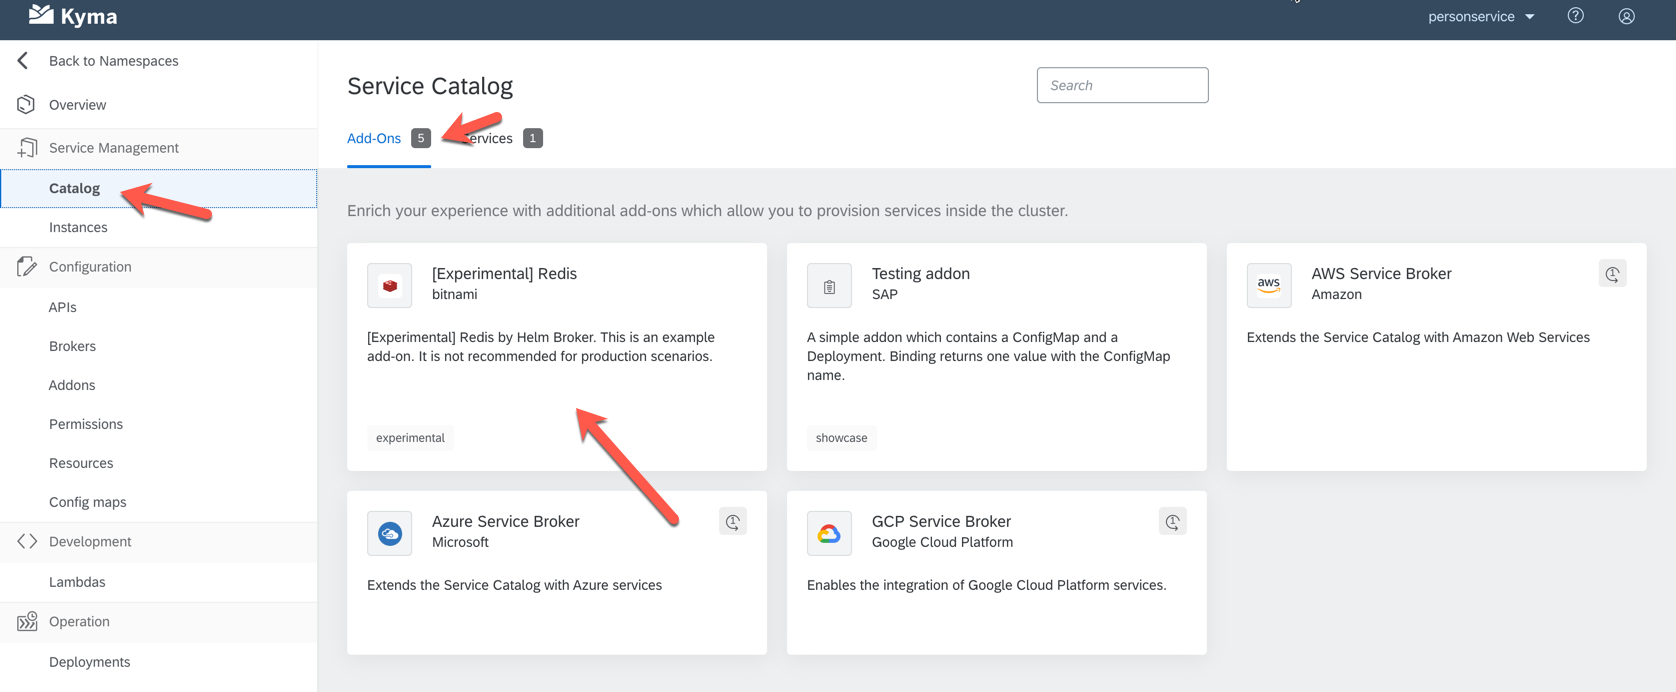 Kyma
personservice
Back to Namespaces
Overview
Service Management
Catalog
Instances
Configuration
APIs
Brokers
Addons
Permissions
Resources
Config maps
Development
Lambdas
Operation
Deployments
Service Catalog
Search
Add-Ons 5 ervices 1
Enrich your experience with additional add-ons which allow you to provision services inside the cluster.
[Experimental] Redis
bitnami
[Experimental] Redis by Helm Broker. This is an example
add-on. It is not recommended for production scenarios.
experimental
Testing addon
SAP
A simple addon which contains a ConfigMap and a
Deployment. Binding returns one value with the ConfigMap
name.
showcase
aws
AWS Service Broker
Amazon
1
Extends the Service Catalog with Amazon Web Services
Azure Service Broker
Microsoft
1
Extends the Service Catalog with Azure services
GCP Service Broker
Google Cloud Platform
1
Enables the integration of Google Cloud Platform services.